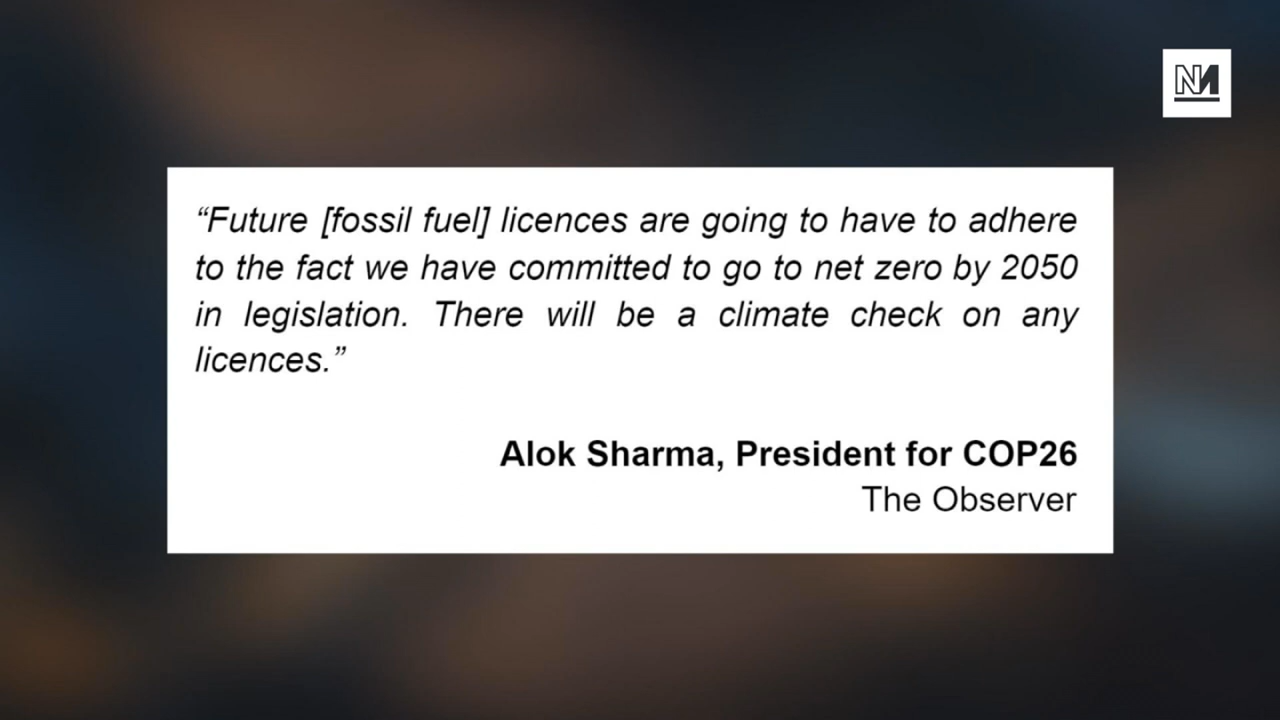 NM
“Future [fossil fuel] licences are going to have to adhere
to the fact we have committed to go to net zero by 2050
in legislation. There will be a climate check on any
licences.”
Alok Sharma, President for COP26
The Observer